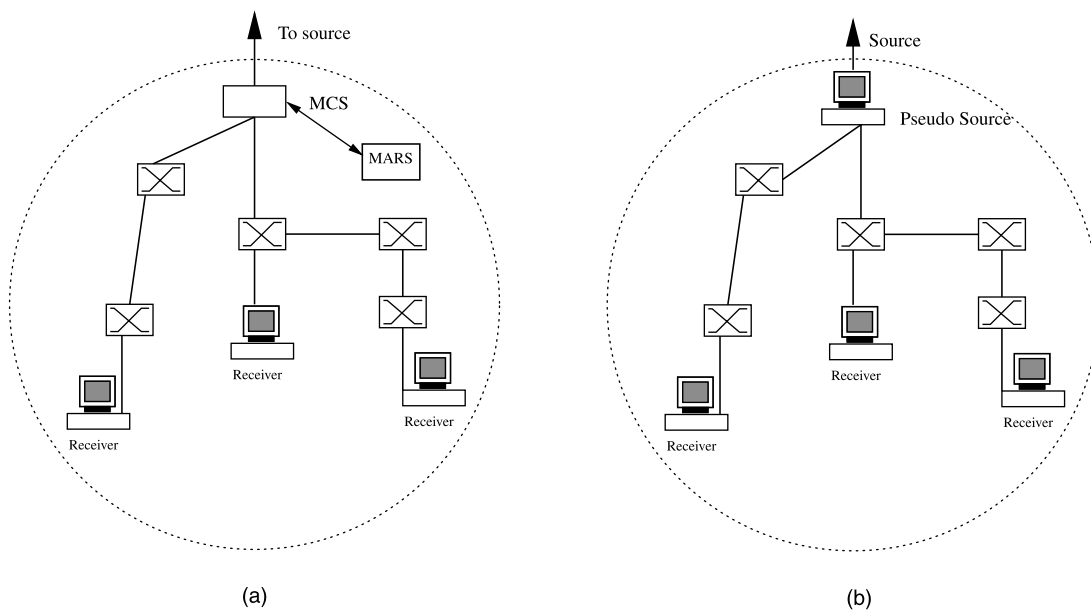 To source
MCS
MARS
Receiver
Receiver
Receiver
(a)
Source
Pseudo Source
Receiver
Receiver
Receiver
(b)